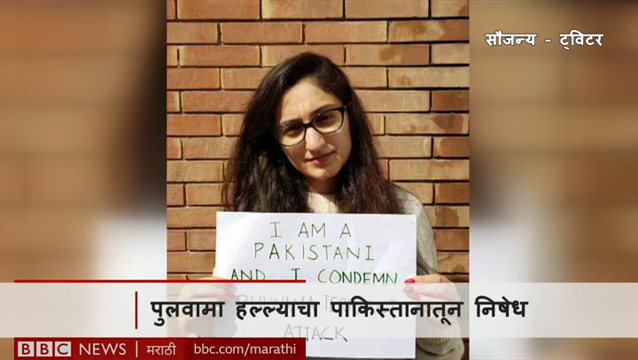 सौजन्य - ट्विटर
I AM A
PAKISTANI
AND I CONDEMN
ATTACK
पुलवामा हल्ल्याचा पाकिस्तानातून निषेध
BBC NEWS | मराठी bbc.com/marathi